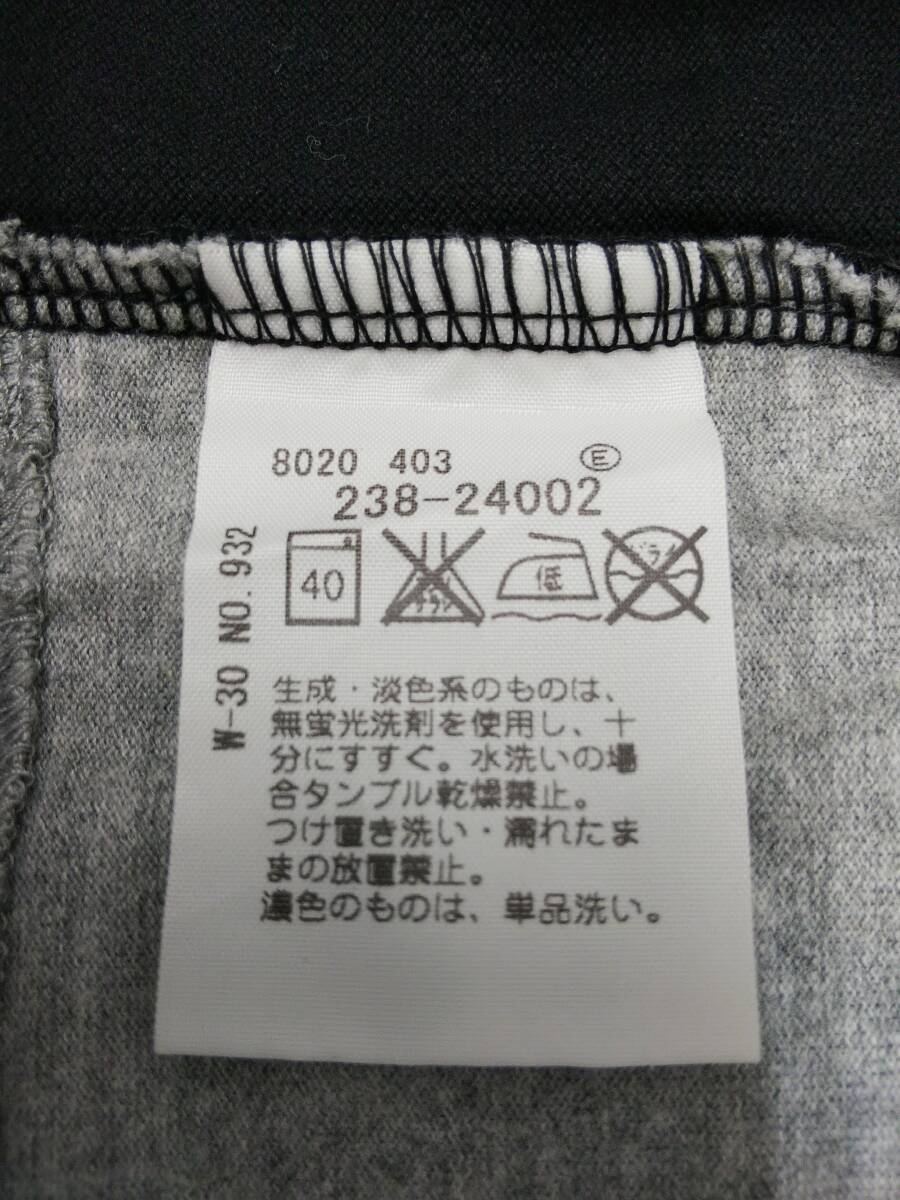 8020 403 Ⓔ
238-24002
W-30 NO.932
40
低
ドライ
生成・淡色系のものは、
無蛍光洗剤を使用し、十
分にすすぐ。水洗いの場
合タンブル乾燥禁止。
つけ置き洗い・濡れたま
まの放置禁止。
濃色のものは、単品洗い。